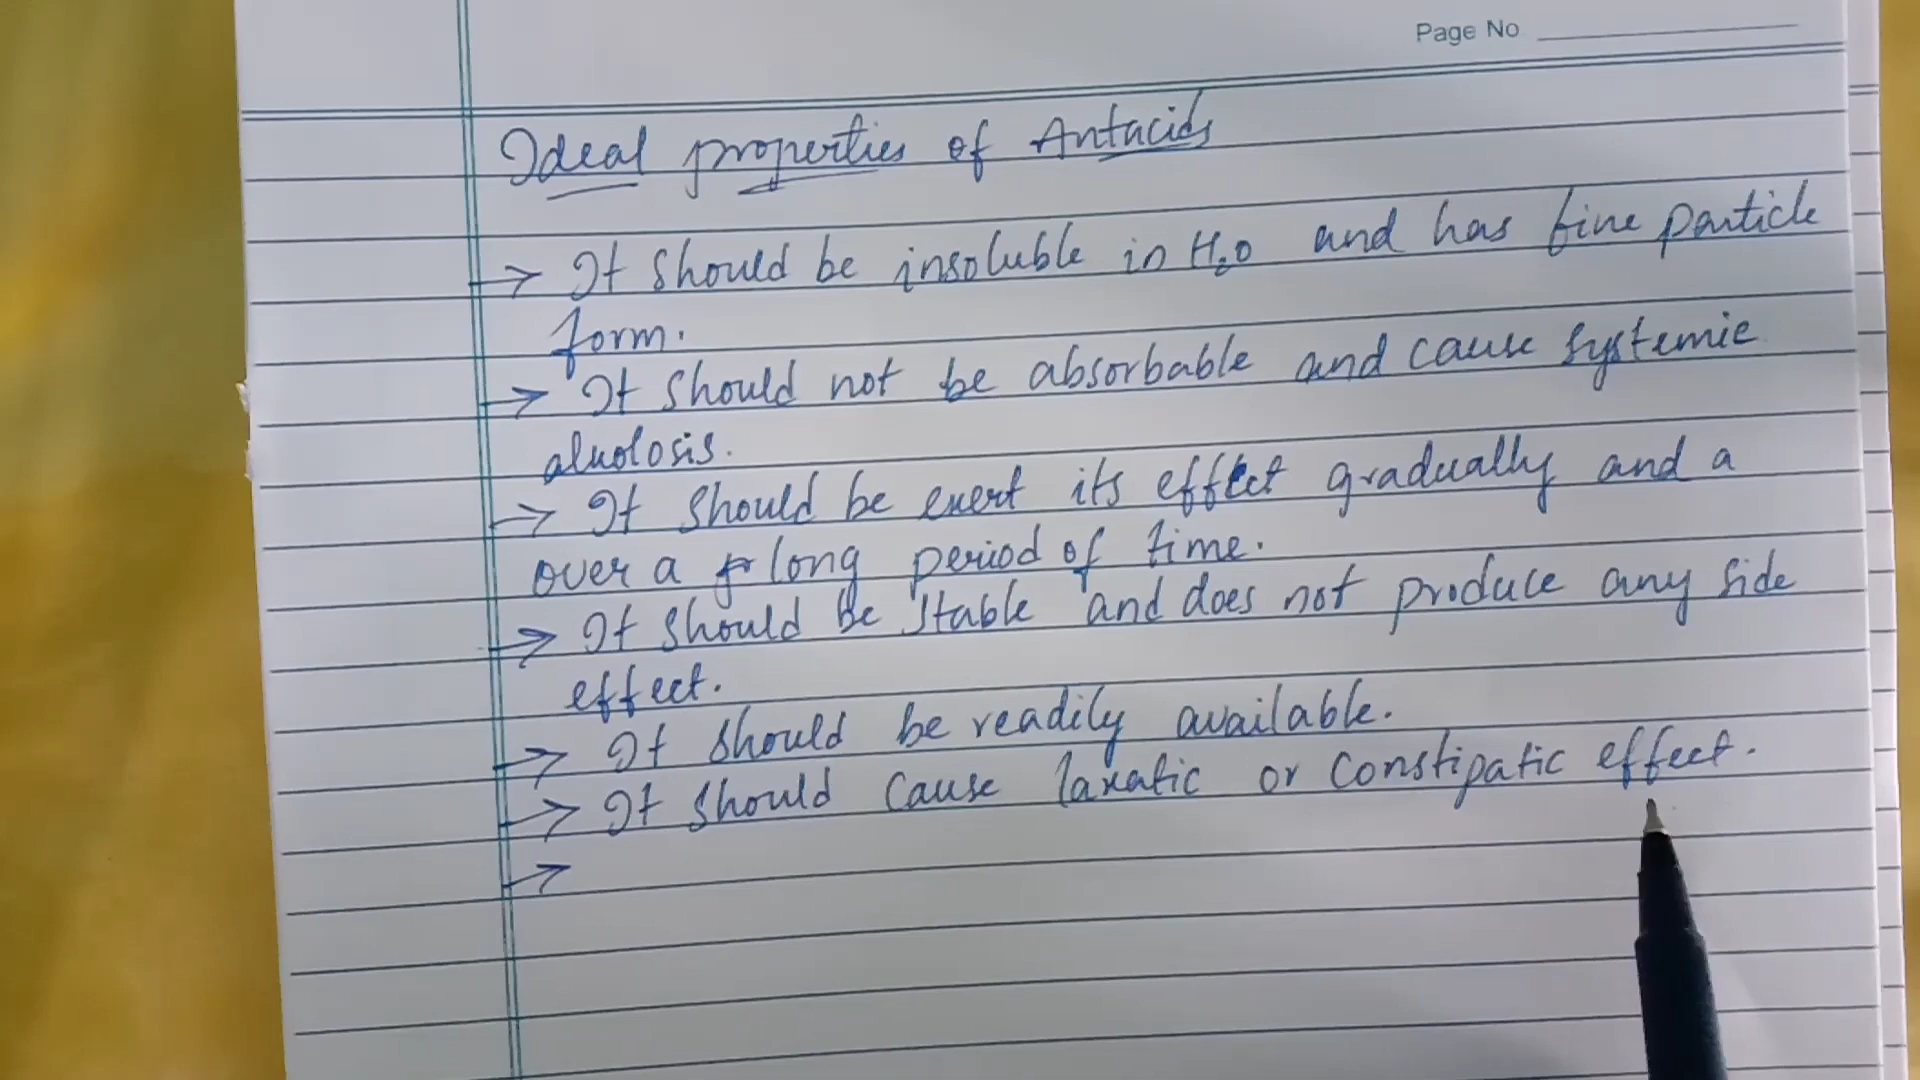 Page No
Ideal properties of Antacids
→ It should be insoluble in H₂O and has fine particle
form.
→ It should not be absorbable and cause systemic
alkolosis.
→ It should be exert its effect gradually and a
over a long period of time.
→ It should be stable and does not produce any side
effect.
→ It should be readily available.
→ It should cause laxatic or constipatic effect.
→